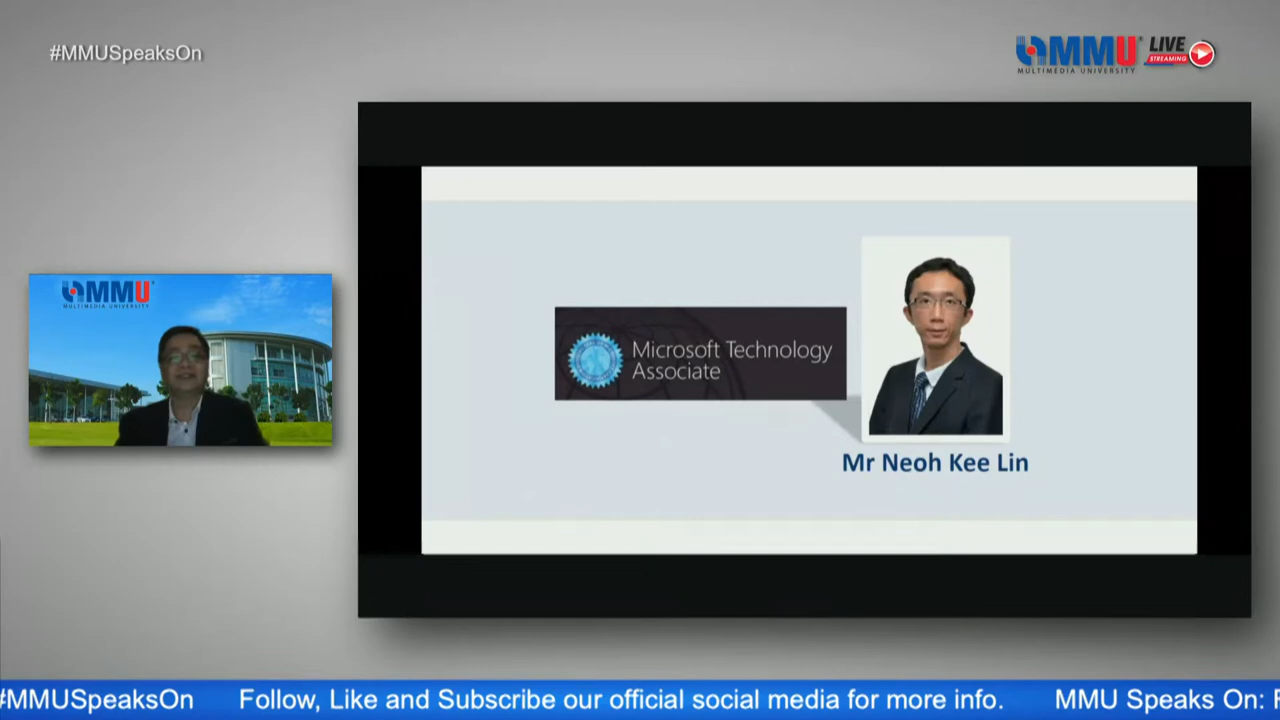 #MMUSpeaksOn
MMU
MULTIMEDIA UNIVERSITY
LIVE
STREAMING
MMU
MULTIMEDIA UNIVERSITY
Microsoft Technology
Associate
Mr Neoh Kee Lin
#MMUSpeaksOn Follow, Like and Subscribe our official social media for more info. MMU Speaks On: